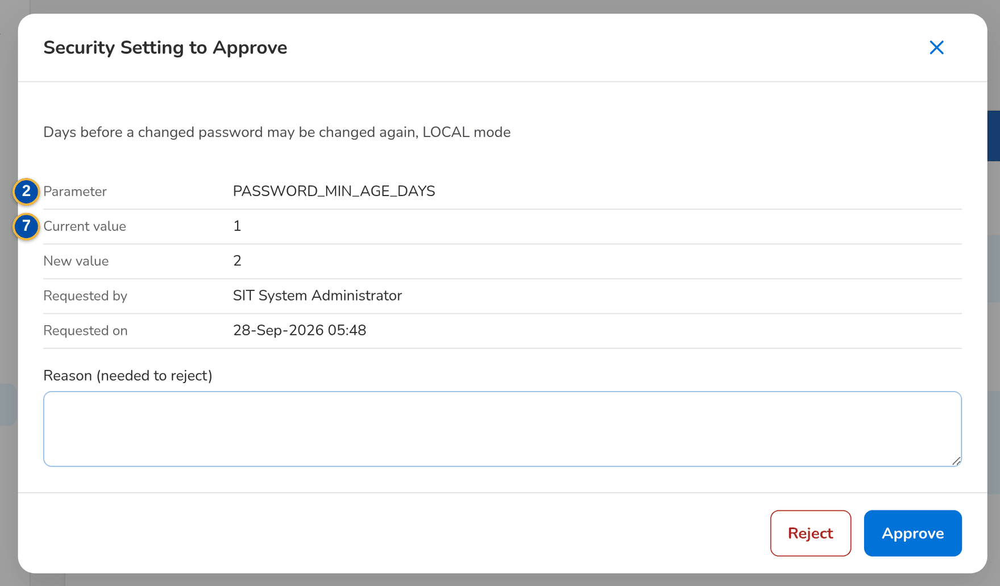 Security Setting to Approve
Days before a changed password may be changed again, LOCAL mode
2 Parameter PASSWORD_MIN_AGE_DAYS
7 Current value 1
New value 2
Requested by SIT System Administrator
Requested on 28-Sep-2026 05:48
Reason (needed to reject)
Reject Approve